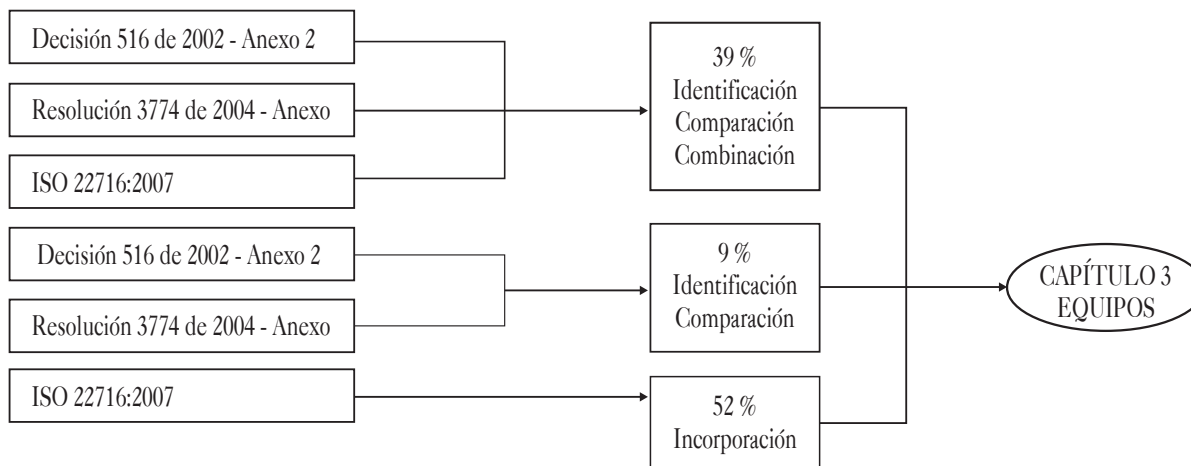 Decisión 516 de 2002 - Anexo 2
Resolución 3774 de 2004 - Anexo
ISO 22716:2007
39 %
Identificación
Comparación
Combinación
Decisión 516 de 2002 - Anexo 2
Resolución 3774 de 2004 - Anexo
9 %
Identificación
Comparación
ISO 22716:2007
52 %
Incorporación
CAPÍTULO 3
EQUIPOS